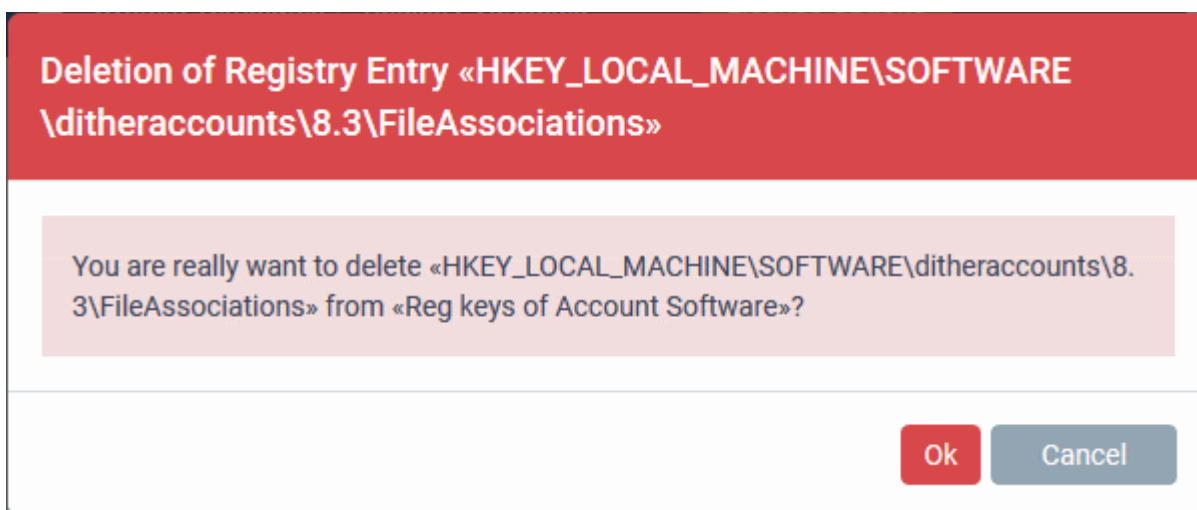 Deletion of Registry Entry «HKEY_LOCAL_MACHINE\SOFTWARE
\ditheraccounts\8.3\FileAssociations»
You are really want to delete «HKEY_LOCAL_MACHINE\SOFTWARE\ditheraccounts\8.
3\FileAssociations» from «Reg keys of Account Software»?
Ok Cancel